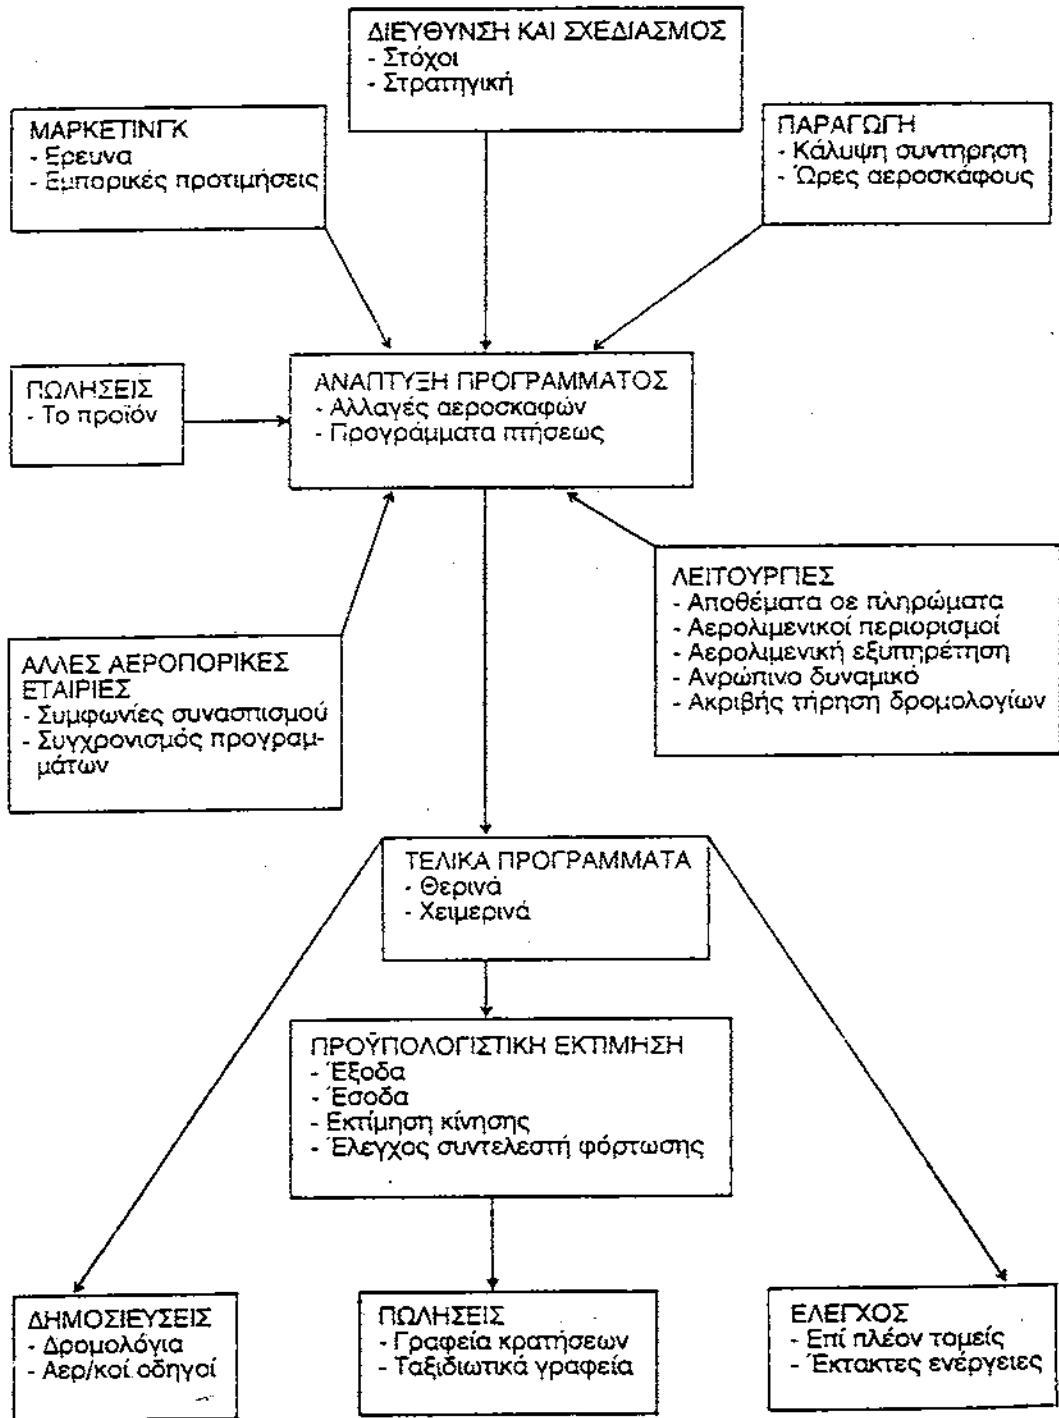 ΔΙΕΥΘΥΝΣΗ ΚΑΙ ΣΧΕΔΙΑΣΜΟΣ
- Στόχοι
- Στρατηγική
ΜΑΡΚΕΤΙΝΓΚ
- Ερευνα
- Εμπορικές προτιμήσεις
ΠΑΡΑΓΩΓΗ
- Κάλυψη συντηρηση
- Ώρες αεροσκάφους
ΠΩΛΗΣΕΙΣ
- Το προϊόν
ΑΝΑΠΤΥΞΗ ΠΡΟΓΡΑΜΜΑΤΟΣ
- Αλλαγές αεροσκαφών
- Προγράμματα πτήσεως
ΑΛΛΕΣ ΑΕΡΟΠΟΡΙΚΕΣ
ΕΤΑΙΡΙΕΣ
- Συμφωνίες συνασπισμού
- Συγχρονισμός προγραμ-
μάτων
ΛΕΙΤΟΥΡΓΙΕΣ
- Αποθέματα σε πληρώματα
- Αερολιμενικοί περιορισμοί
- Αερολιμενική εξυπηρέτηση
- Ανρώπινο δυναμικό
- Ακριβής τήρηση δρομολογίων
ΤΕΛΙΚΑ ΠΡΟΓΡΑΜΜΑΤΑ
- Θερινά
- Χειμερινά
ΠΡΟΫΠΟΛΟΓΙΣΤΙΚΗ ΕΚΤΙΜΗΣΗ
- Έξοδα
- Έσοδα
- Εκτίμηση κίνησης
- Έλεγχος συντελεστή φόρτωσης
ΔΗΜΟΣΙΕΥΣΕΙΣ
- Δρομολόγια
- Αερ/κοί οδηγοί
ΠΩΛΗΣΕΙΣ
- Γραφεία κρατήσεων
- Ταξιδιωτικά γραφεία
ΕΛΕΓΧΟΣ
- Επί πλέον τομείς
- Έκτακτες ενέργειες